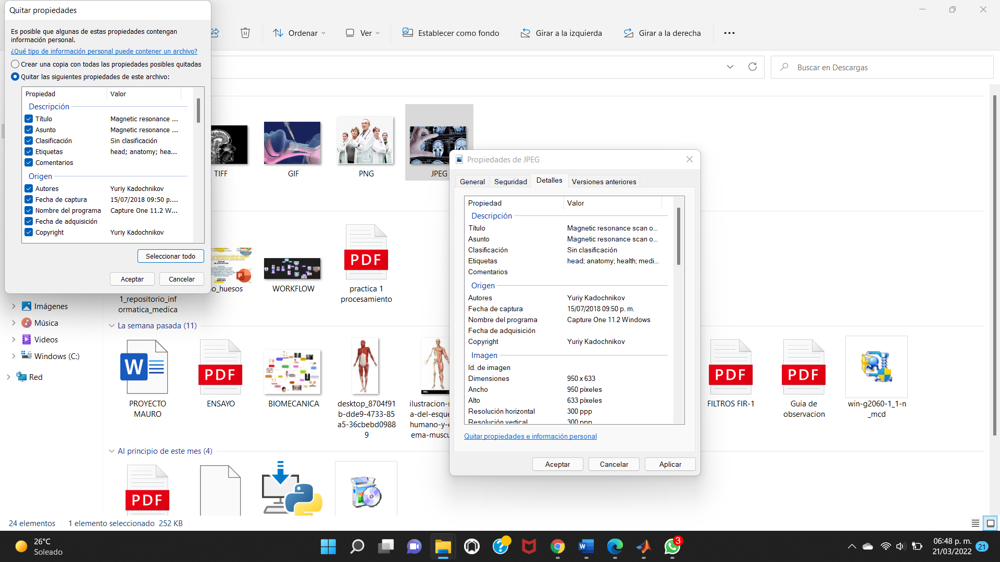 Quitar propiedades
Es posible que algunas de estas propiedades contengan
información personal.
¿Qué tipo de información personal puede contener un archivo?
Crear una copia con todas las propiedades posibles quitadas
Quitar las siguientes propiedades de este archivo:
Propiedad Valor
Descripción
Título Magnetic resonance ...
Asunto Magnetic resonance ...
Clasificación Sin clasificación
Etiquetas head; anatomy; hea...
Comentarios
Origen
Autores Yuriy Kadochnikov
Fecha de captura 15/07/2018 09:50 p....
Nombre del programa Capture One 11.2 W...
Fecha de adquisición
Copyright Yuriy Kadochnikov
Seleccionar todo
Aceptar Cancelar
Ordenar Ver Establecer como fondo Girar a la izquierda Girar a la derecha
Buscar en Descargas
TIFF GIF PNG JPEG
o_huesos WORKFLOW
PDF
practica 1
procesamiento
1_repositorio_inf
ormatica_medica
Imágenes
Música
Videos
Windows (C:)
Red
La semana pasada (11)
W
PROYECTO
MAURO
PDF
ENSAYO
BIOMECANICA
desktop_8704f91
b-dde9-4733-85
a5-36cbebd0988
9
ilustracion-
a-del-esque
humano-y-e
ema-muscu
Propiedades de JPEG
General Seguridad Detalles Versiones anteriores
Propiedad Valor
Descripción
Título Magnetic resonance scan o...
Asunto Magnetic resonance scan o...
Clasificación Sin clasificación
Etiquetas head; anatomy; health; medi...
Comentarios
Origen
Autores Yuriy Kadochnikov
Fecha de captura 15/07/2018 09:50 p. m.
Nombre del programa Capture One 11.2 Windows
Fecha de adquisición
Copyright Yuriy Kadochnikov
Imagen
Id. de imagen
Dimensiones 950 x 633
Ancho 950 píxeles
Alto 633 píxeles
Resolución horizontal 300 ppp
Resolución vertical 300 ppp
Quitar propiedades e información personal
Aceptar Cancelar Aplicar
PDF
FILTROS FIR-1
PDF
Guia de
observacion
win-g2060-1_1-n
_mcd
Al principio de este mes (4)
PDF
24 elementos 1 elemento seleccionado 252 KB
26°C
Soleado
3
06:48 p. m.
21/03/2022
21